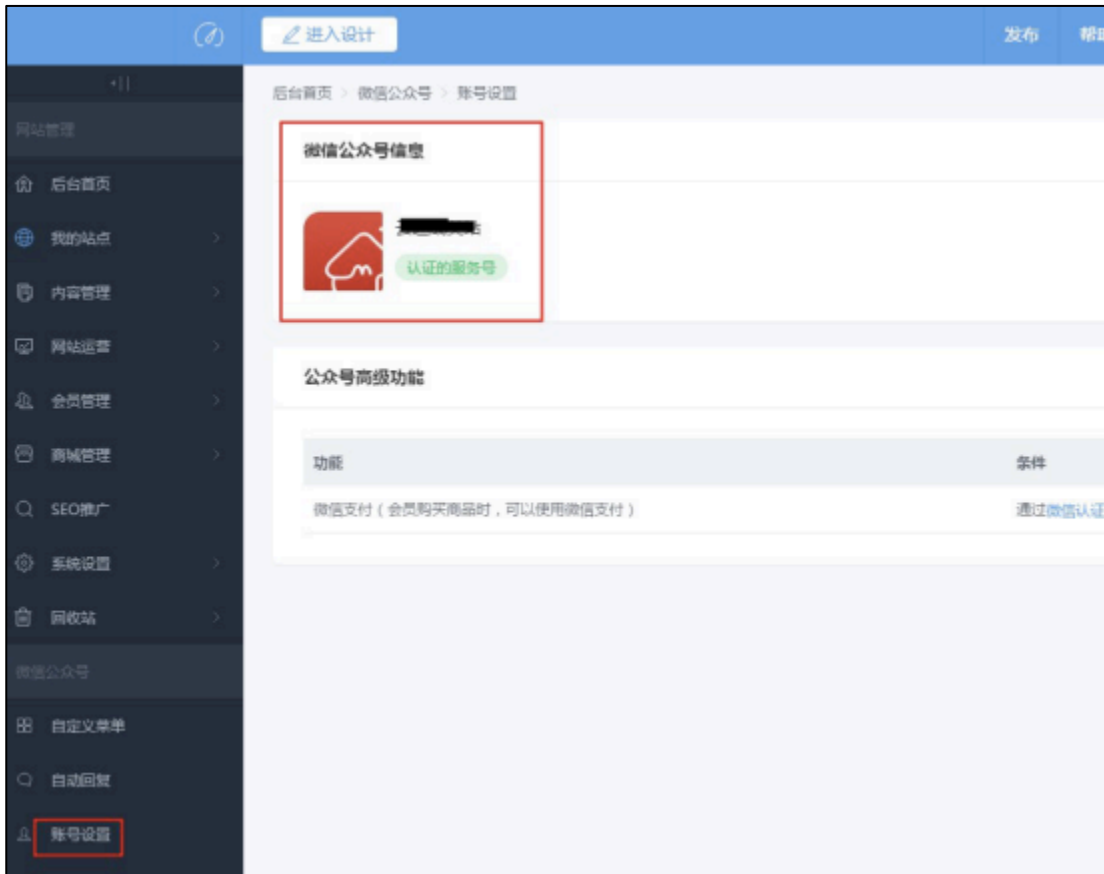 进入设计
发布
网站管理
后台首页
我的站点
内容管理
网站运营
会员管理
商城管理
SEO推广
系统设置
回收站
微信公众号
自定义菜单
自动回复
账号设置
后台首页 > 微信公众号 > 账号设置
微信公众号信息
认证的服务号
公众号高级功能
功能 条件
微信支付（会员购买商品时，可以使用微信支付） 通过微信认证